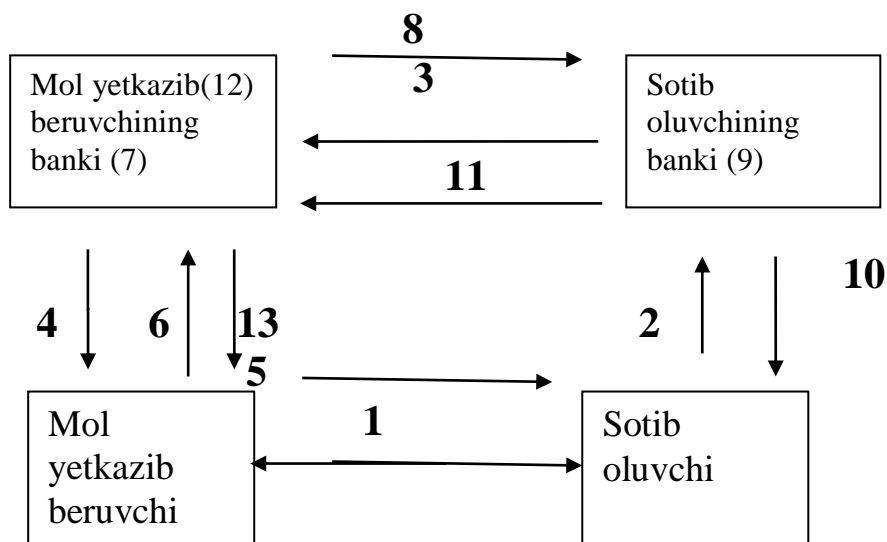 8
Mol yetkazib(12)
beruvchining
banki (7)
3
Sotib
oluvchining
banki (9)
11
10
4
6
13
2
5
1
Mol
yetkazib
beruvchi
Sotib
oluvchi